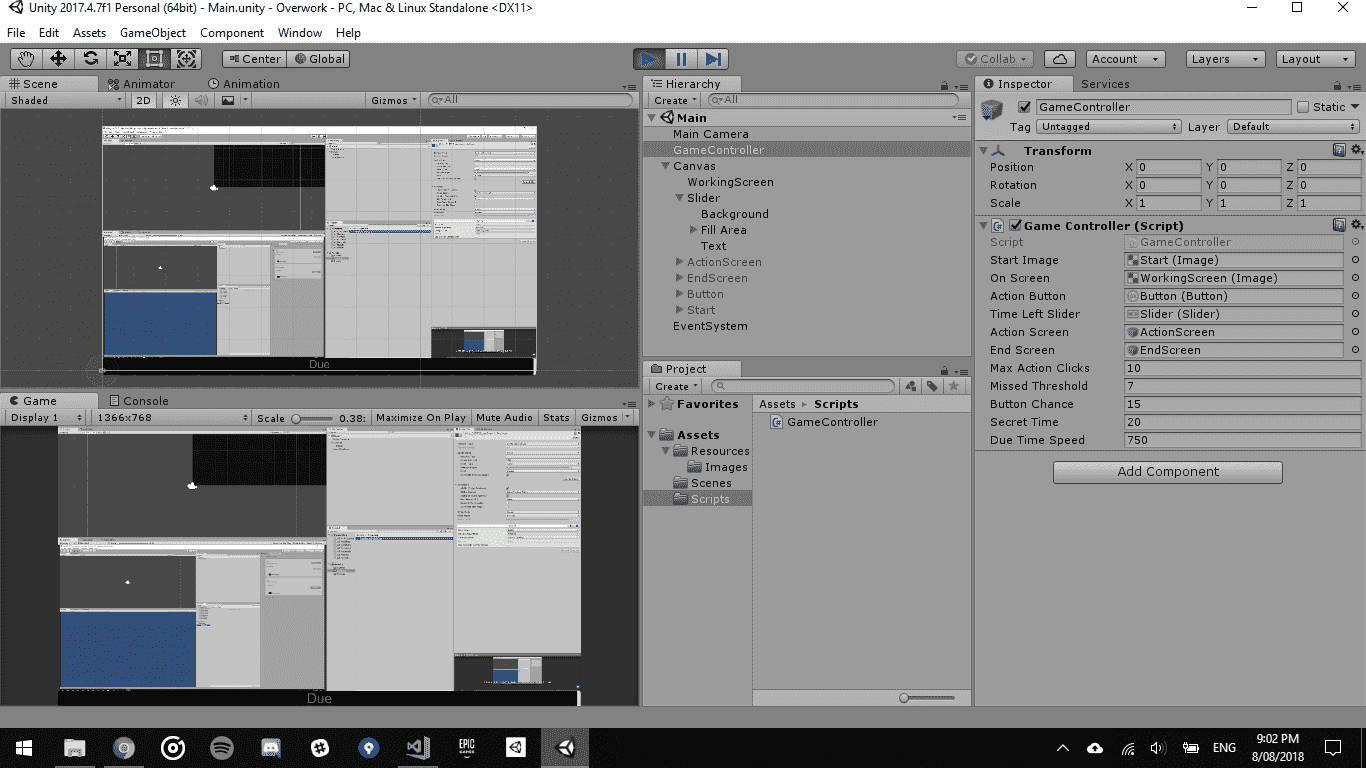 Unity 2017.4.7f1 Personal (64bit) - Main.unity - Overwork - PC, Mac & Linux Standalone <DX11>
File Edit Assets GameObject Component Window Help
Center Global Collab Account Layers Layout
Scene Animator Animation
Shaded 2D Gizmos All
Due
Game Console
Display 1 1366x768 Scale 0.38: Maximize On Play Mute Audio Stats Gizmos
Due
Hierarchy
Create All
Main
Main Camera
GameController
Canvas
WorkingScreen
Slider
Background
Fill Area
Text
ActionScreen
EndScreen
Button
Start
EventSystem
Project
Create
Favorites
Assets
Resources
Images
Scenes
Scripts
Assets Scripts
GameController
Inspector Services
GameController Static
Tag Untagged Layer Default
Transform
Position X 0 Y 0 Z 0
Rotation X 0 Y 0 Z 0
Scale X 1 Y 1 Z 1
Game Controller (Script)
Script GameController
Start Image Start (Image)
On Screen WorkingScreen (Image)
Action Button Button (Button)
Time Left Slider Slider (Slider)
Action Screen ActionScreen
End Screen EndScreen
Max Action Clicks 10
Missed Threshold 7
Button Chance 15
Secret Time 20
Due Time Speed 750
Add Component
EPIC
GAMES
ENG
9:02 PM
8/08/2018